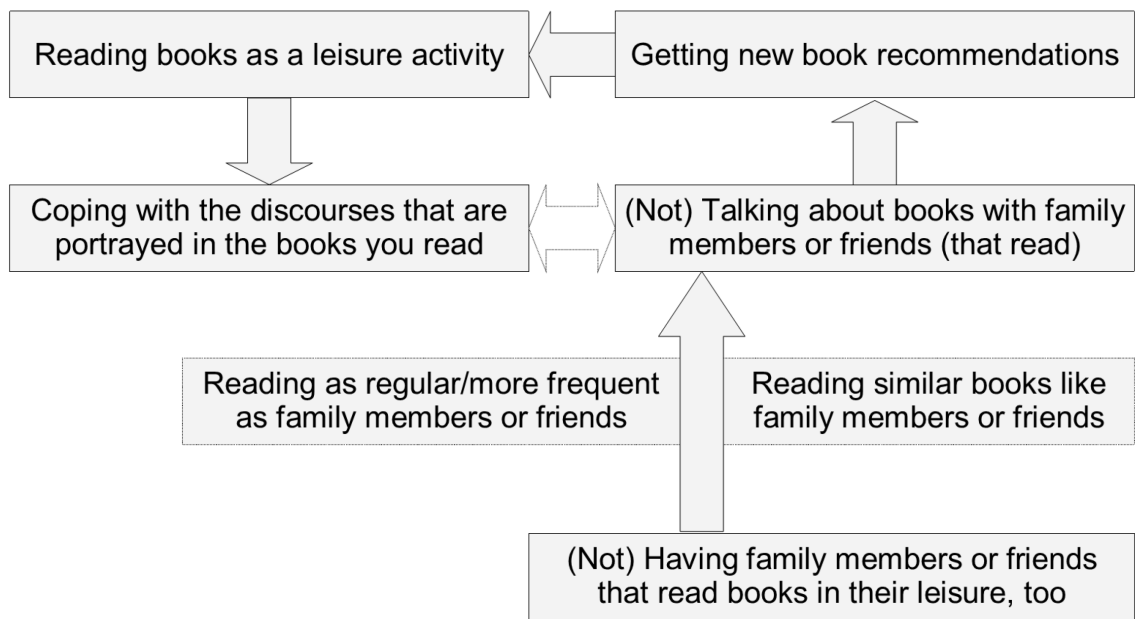 Reading books as a leisure activity
Getting new book recommendations
Coping with the discourses that are
portrayed in the books you read
(Not) Talking about books with family
members or friends (that read)
Reading as regular/more frequent
as family members or friends
Reading similar books like
family members or friends
(Not) Having family members or friends
that read books in their leisure, too